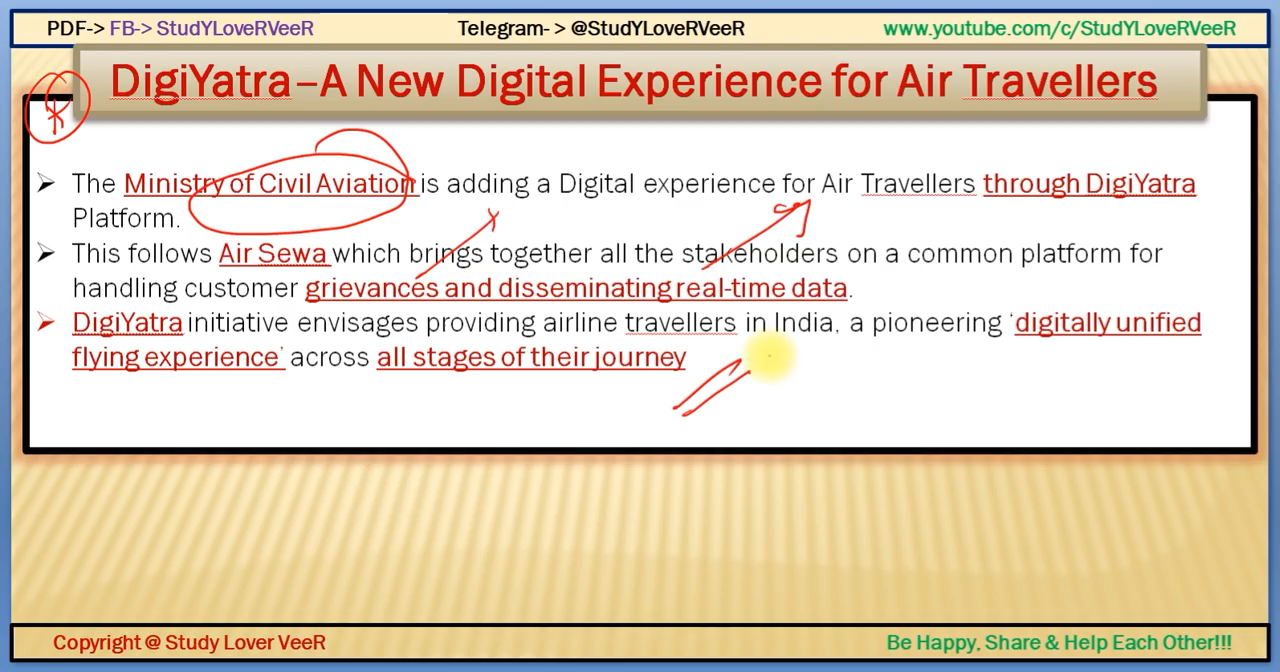 PDF-> FB-> StudYLoveRVeeR Telegram- > @StudYLoveRVeeR www.youtube.com/c/StudYLoveRVeeR
DigiYatra –A New Digital Experience for Air Travellers
The Ministry of Civil Aviation is adding a Digital experience for Air Travellers through DigiYatra
Platform.
This follows Air Sewa which brings together all the stakeholders on a common platform for
handling customer grievances and disseminating real-time data.
DigiYatra initiative envisages providing airline travellers in India, a pioneering ‘digitally unified
flying experience’ across all stages of their journey
Copyright @ Study Lover VeeR Be Happy, Share & Help Each Other!!!